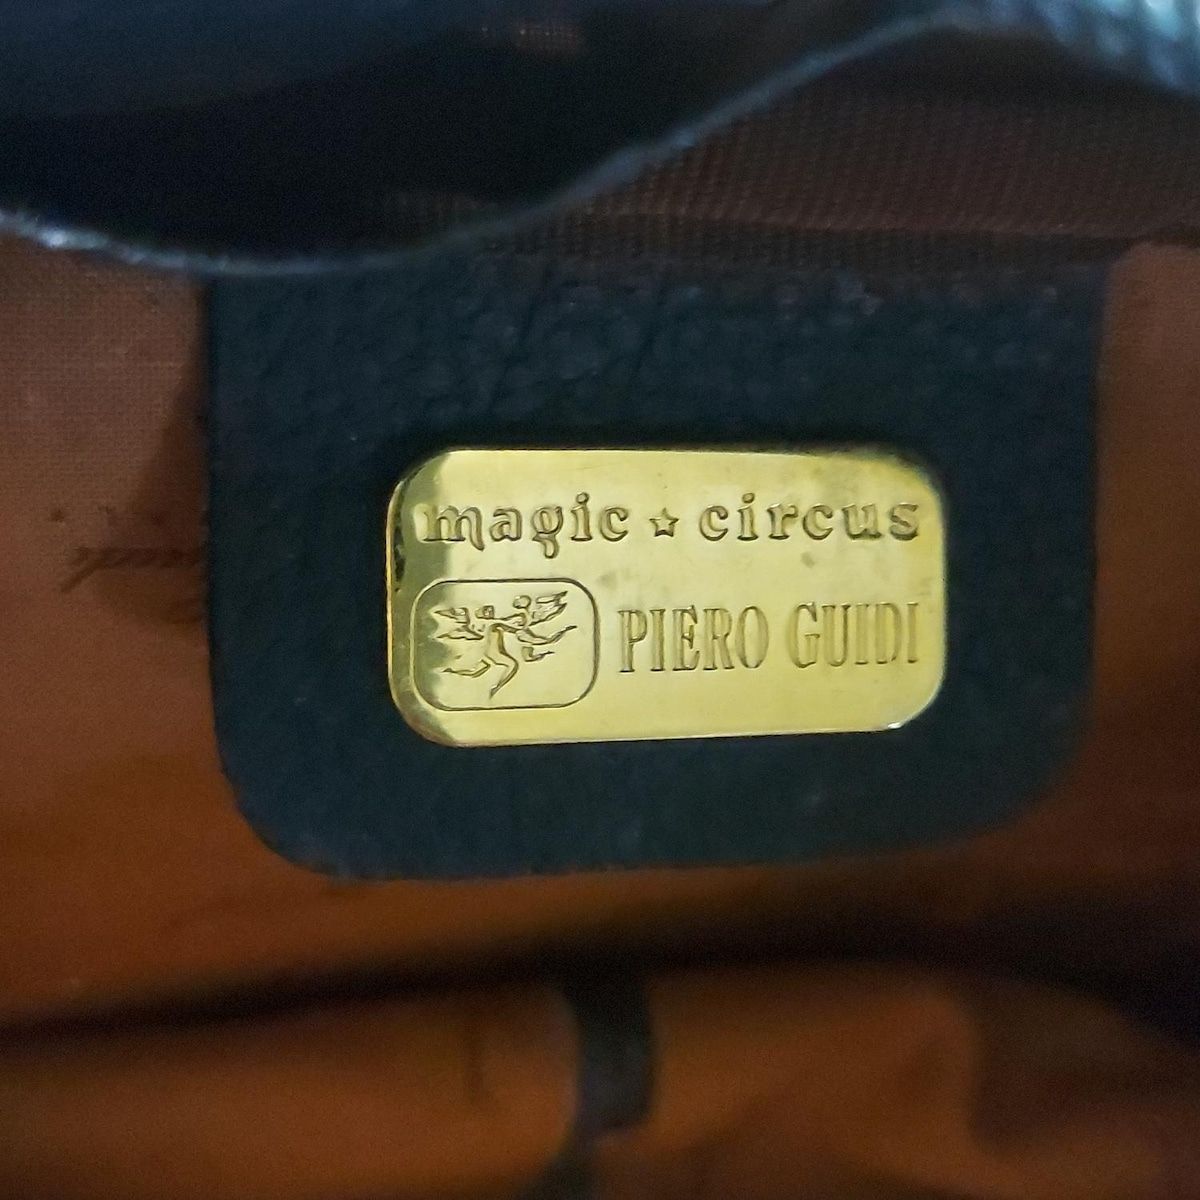 magic ☆ circus
PIERO GUIDI